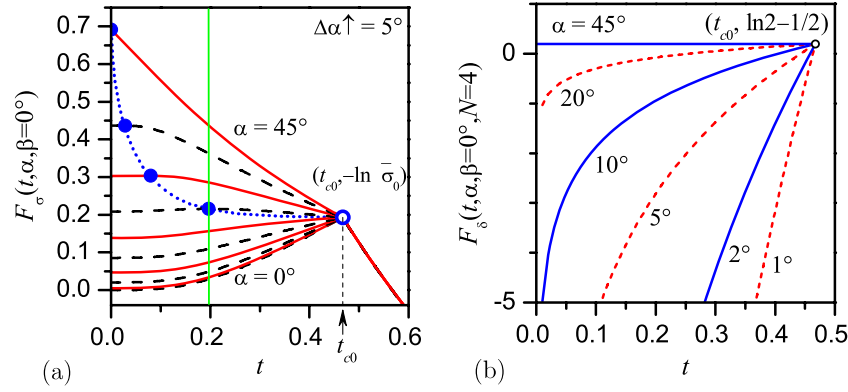 Δα↑ = 5°
0.7
0.6
0.5
0.4
0.3
0.2
0.1
0.0
F_σ(t,α,β=0°)
α = 45°
(t_c0,−ln σ̄_0)
α = 0°
0.0 0.2 0.4 0.6
t
t_c0
(a)
α = 45°
(t_c0, ln2−1/2)
0
-5
F_δ(t,α,β=0°,N=4)
20°
10°
5°
2°
1°
0.0 0.1 0.2 0.3 0.4 0.5
t
(b)